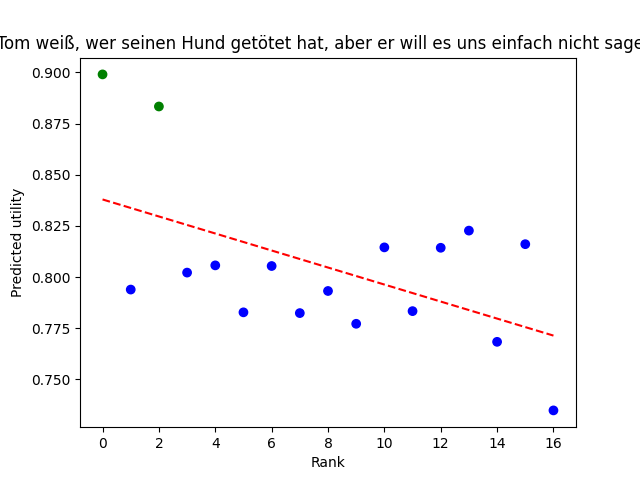 Tom weiß, wer seinen Hund getötet hat, aber er will es uns einfach nicht sage
0.900
0.875
0.850
0.825
0.800
0.775
0.750
Predicted utility
0 2 4 6 8 10 12 14 16
Rank